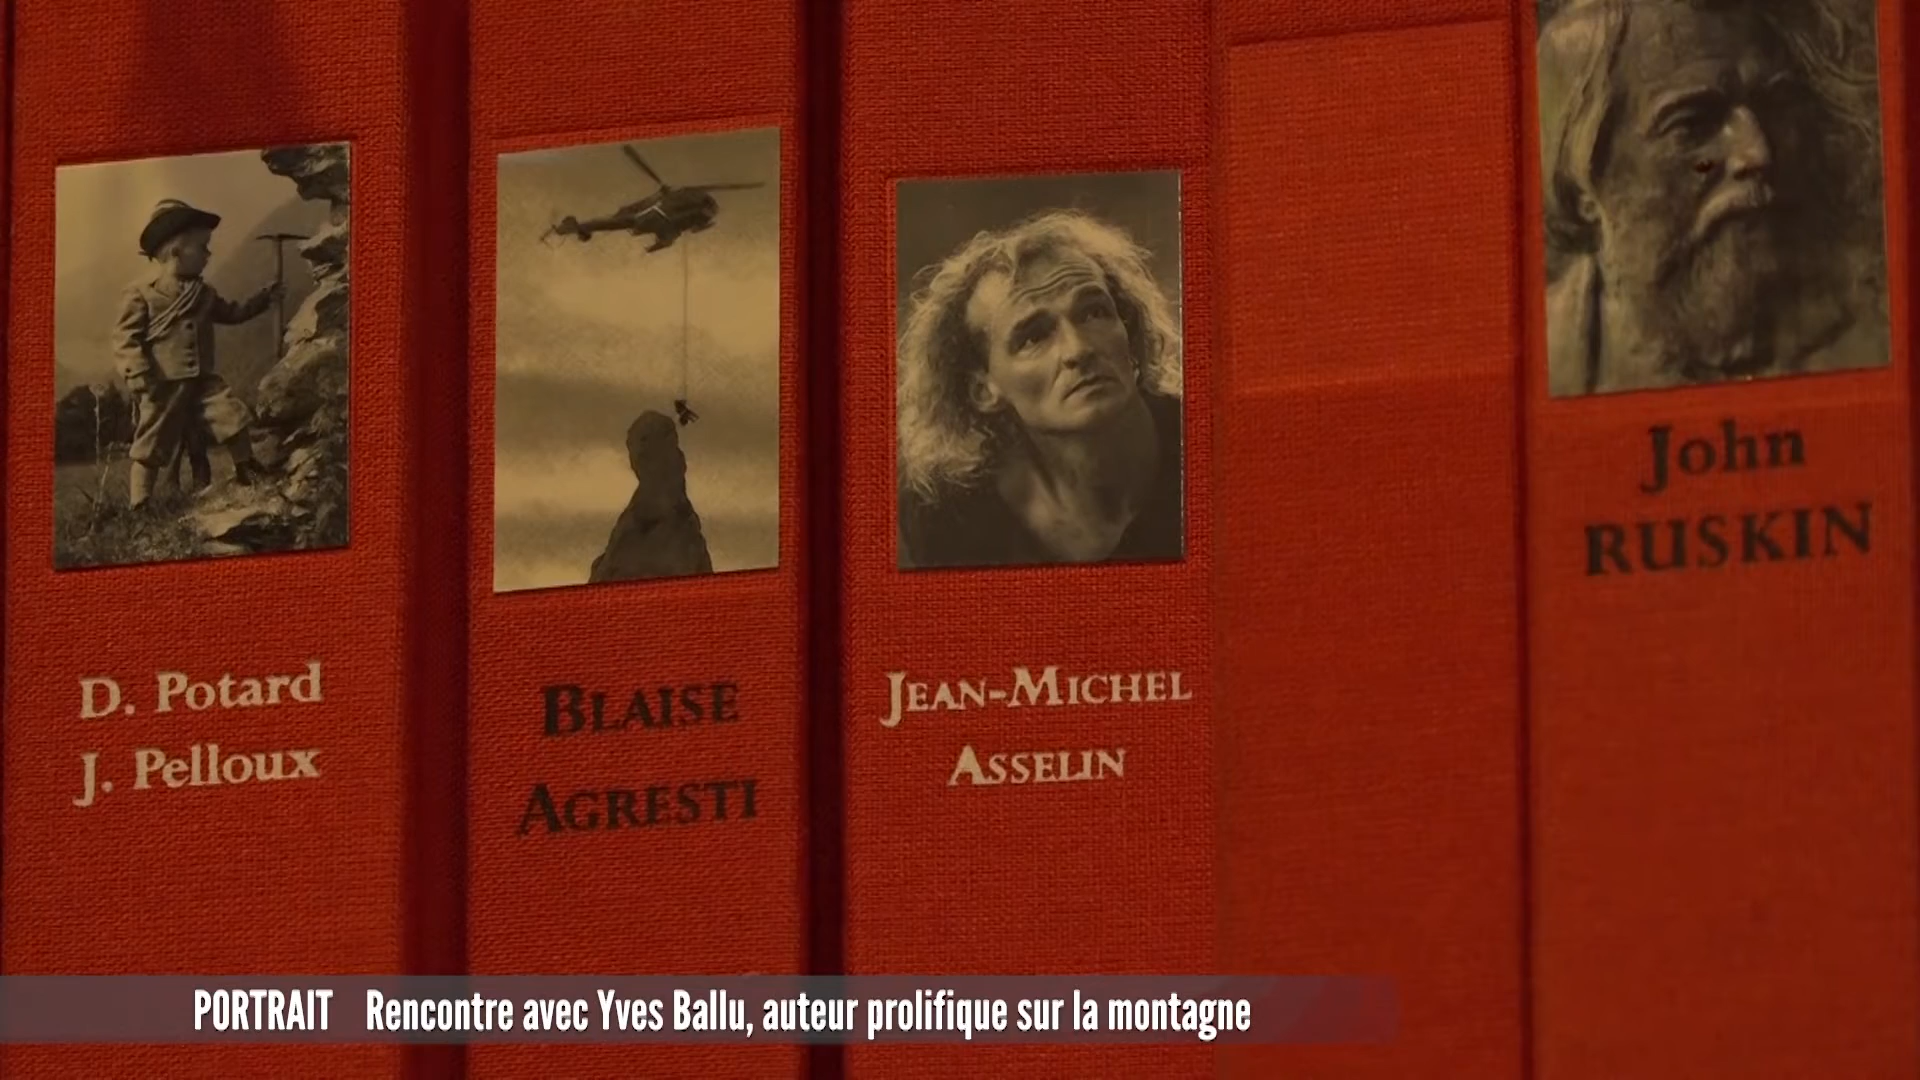 D. Potard
J. Pelloux
BLAISE
AGRESTI
JEAN-MICHEL
ASSELIN
John
RUSKIN
PORTRAIT Rencontre avec Yves Ballu, auteur prolifique sur la montagne